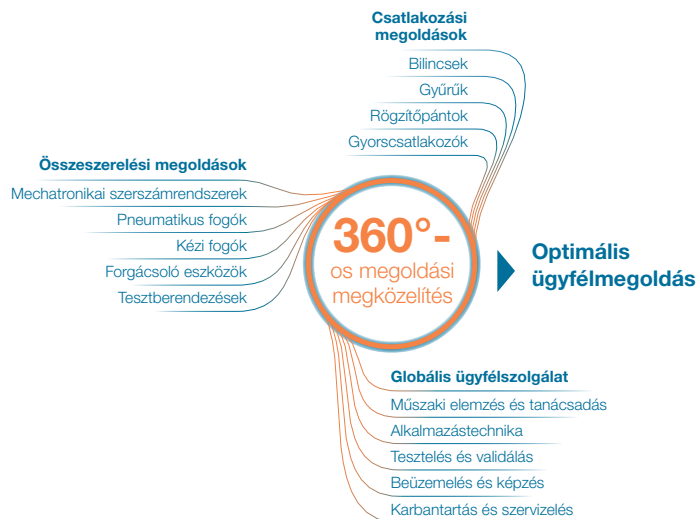 Csatlakozási
megoldások
Bilincsek
Gyűrűk
Rögzítőpántok
Gyorscsatlakozók
Összeszerelési megoldások
Mechatronikai szerszámrendszerek
Pneumatikus fogók
Kézi fogók
Forgácsoló eszközök
Tesztberendezések
360°-
os megoldási
megközelítés
Optimális
ügyfélmegoldás
Globális ügyfélszolgálat
Műszaki elemzés és tanácsadás
Alkalmazástechnika
Tesztelés és validálás
Beüzemelés és képzés
Karbantartás és szervizelés